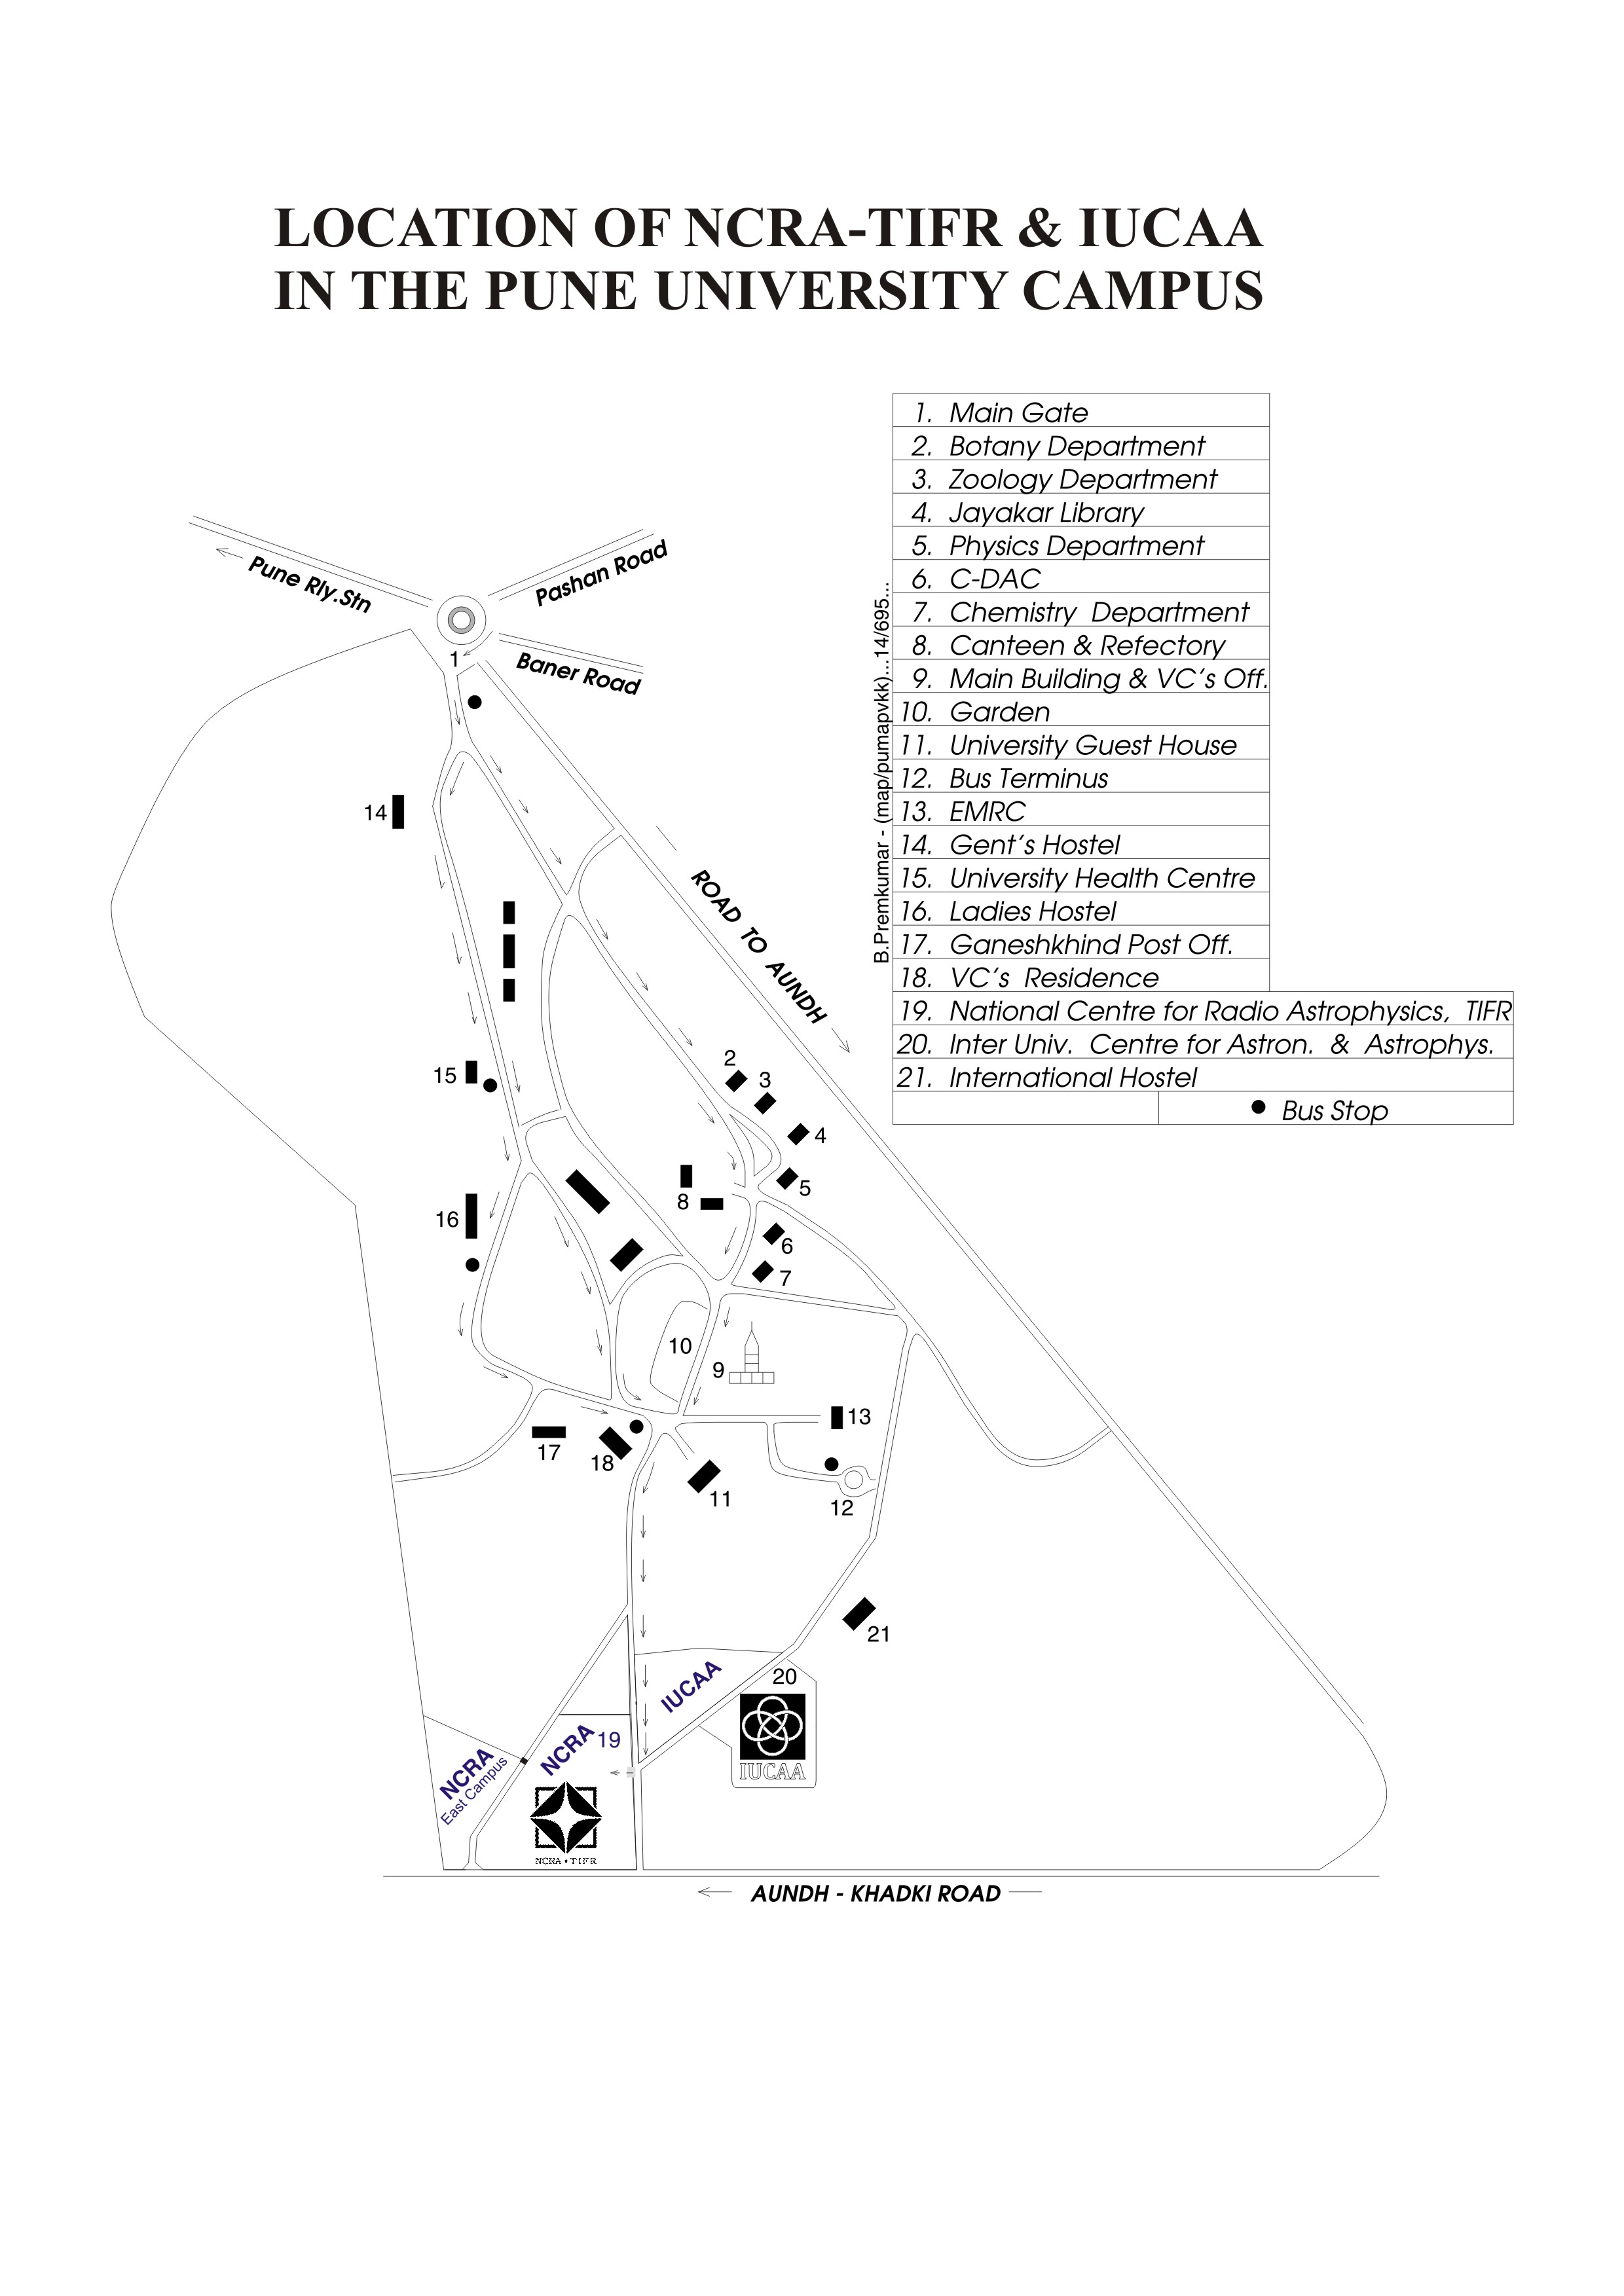 LOCATION OF NCRA-TIFR & IUCAA
IN THE PUNE UNIVERSITY CAMPUS
1. Main Gate
2. Botany Department
3. Zoology Department
4. Jayakar Library
5. Physics Department
6. C-DAC
7. Chemistry Department
8. Canteen & Refectory
9. Main Building & VC's Off.
10. Garden
11. University Guest House
12. Bus Terminus
13. EMRC
14. Gent's Hostel
15. University Health Centre
16. Ladies Hostel
17. Ganeshkhind Post Off.
18. VC's Residence
19. National Centre for Radio Astrophysics, TIFR
20. Inter Univ. Centre for Astron. & Astrophys.
21. International Hostel
Bus Stop
B.Premkumar - (map/pumapvkk)...14/695...
Pune Rly.Stn
Pashan Road
Baner Road
1
ROAD TO AUNDH
14
2
3
15
4
5
8
16
6
7
10
9
13
17
18
11
12
21
20
IUCAA
IUCAA
NCRA
19
NCRA
East Campus
NCRA • TIFR
AUNDH - KHADKI ROAD